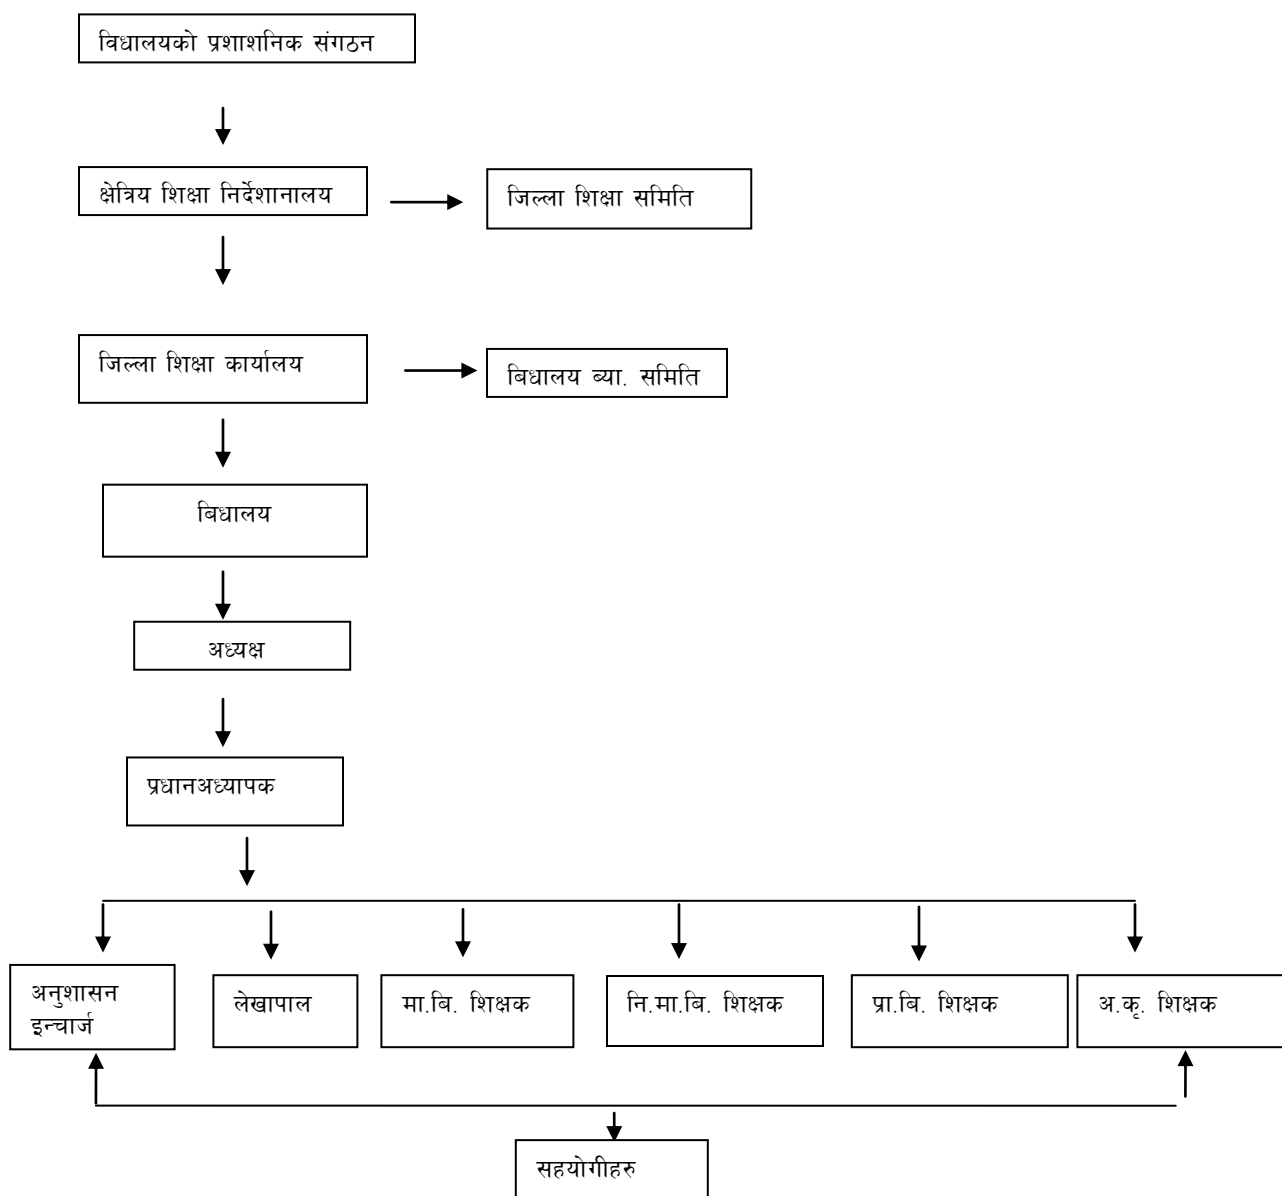 विधालयको प्रशाशनिक संगठन
क्षेत्रिय शिक्षा निर्देशानालय
जिल्ला शिक्षा समिति
जिल्ला शिक्षा कार्यालय
बिधालय ब्या. समिति
बिधालय
अध्यक्ष
प्रधानअध्यापक
अनुशासन
इन्चार्ज
लेखापाल
मा.बि. शिक्षक
नि.मा.बि. शिक्षक
प्रा.बि. शिक्षक
अ.कृ. शिक्षक
सहयोगीहरु